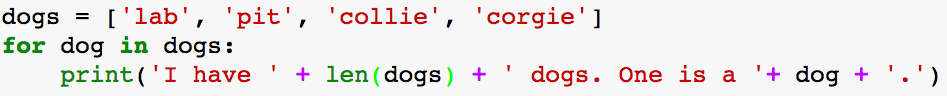 dogs = ['lab', 'pit', 'collie', 'corgie']
for dog in dogs:
    print('I have ' + len(dogs) + ' dogs. One is a '+ dog + '.')